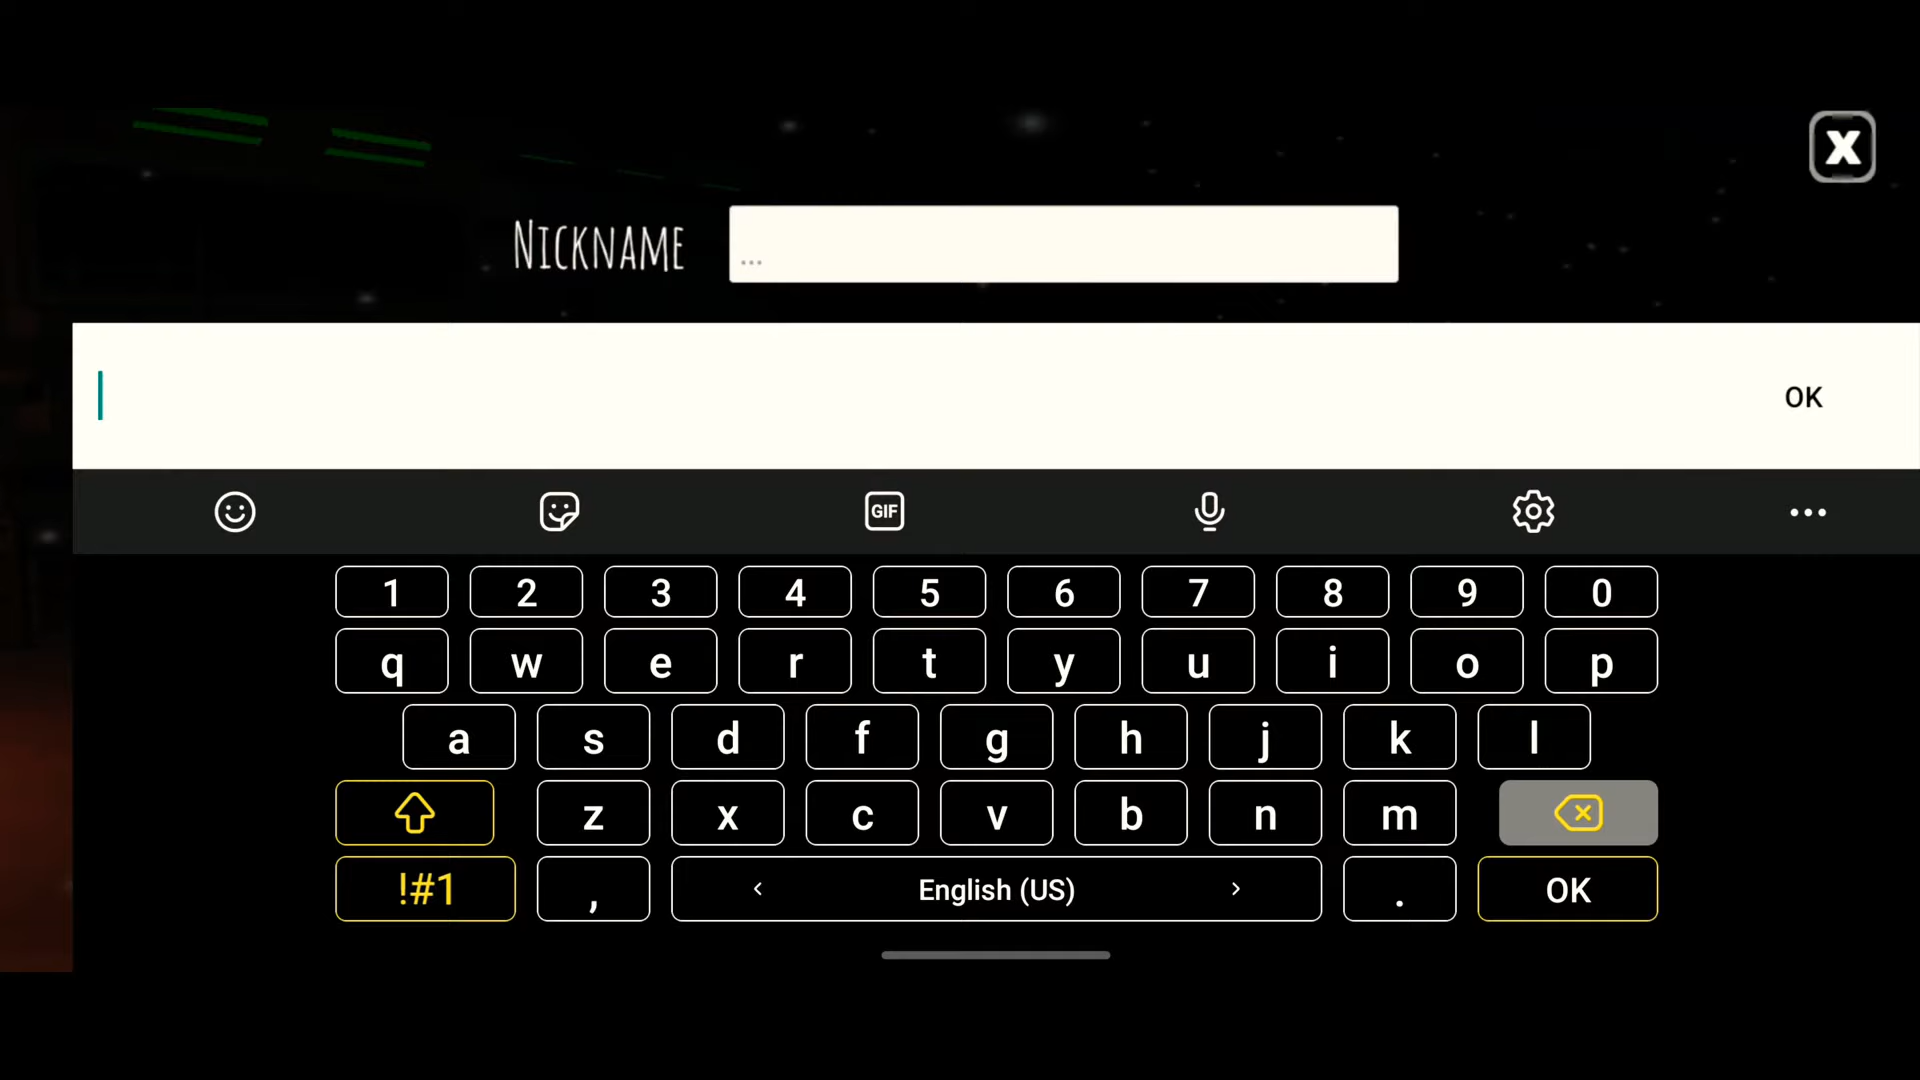 X
NICKNAME
...
OK
GIF
1 2 3 4 5 6 7 8 9 0
q w e r t y u i o p
a s d f g h j k l
z x c v b n m
!#1 , < English (US) > . OK